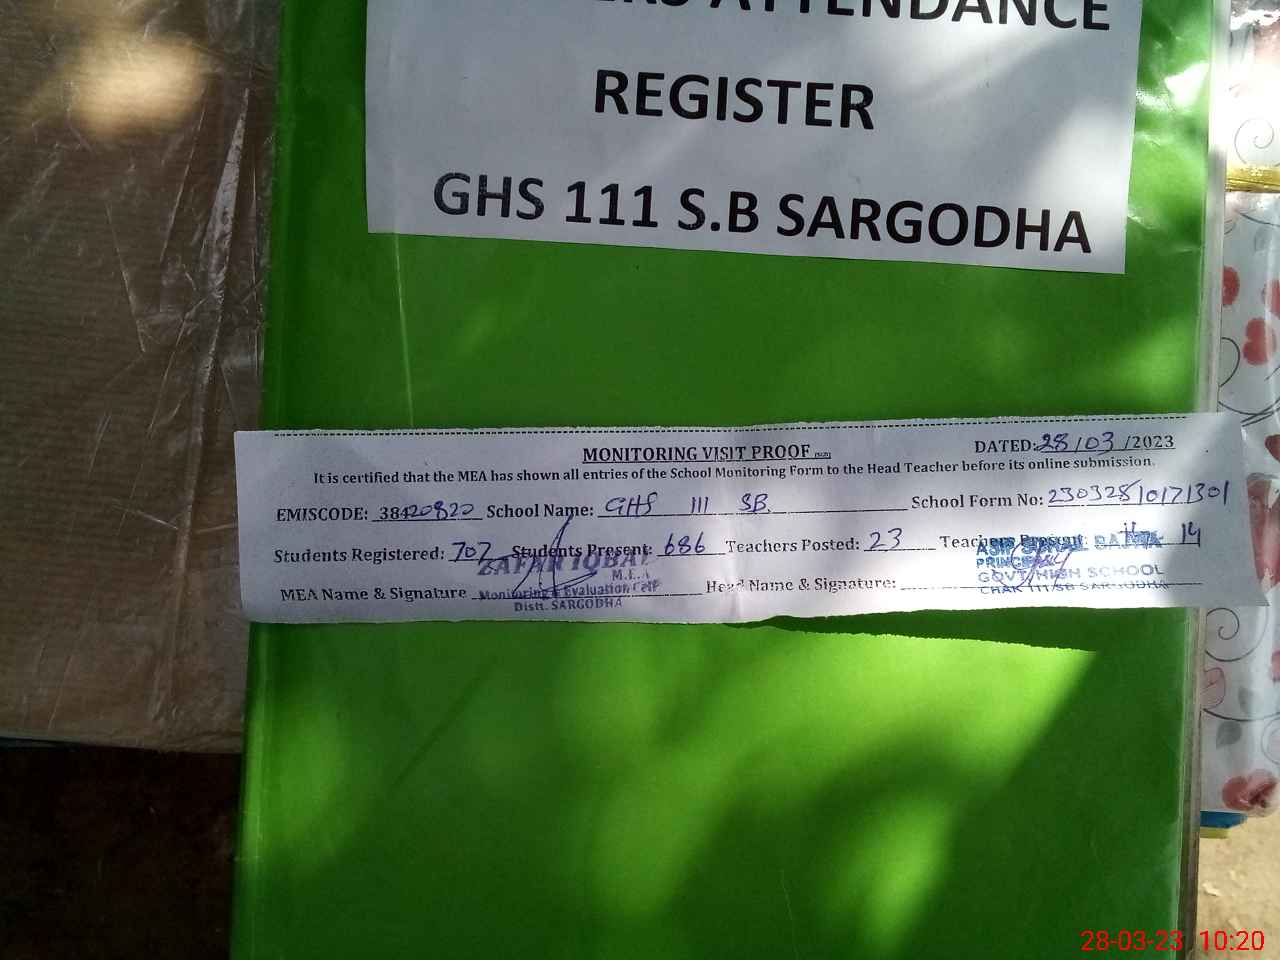 ATTENDANCE
REGISTER
GHS 111 S.B SARGODHA
MONITORING VISIT PROOF DATED: 28/03/2023
It is certified that the MEA has shown all entries of the School Monitoring Form to the Head Teacher before its online submission.
EMISCODE: 38420820 School Name: GHS 111 SB. School Form No: 230328/0171301
Students Registered: 707 Students Present: 686 Teachers Posted: 23 Teachers Present: 14
ZAFAR IQBAL
M.E.A
MEA Name & Signature Monitoring & Evaluation Cell Head Name & Signature:
Distt. SARGODHA
PRINCIPAL
GOVT HIGH SCHOOL
CHAK 111/SB SARGODHA
28-03-23 10:20